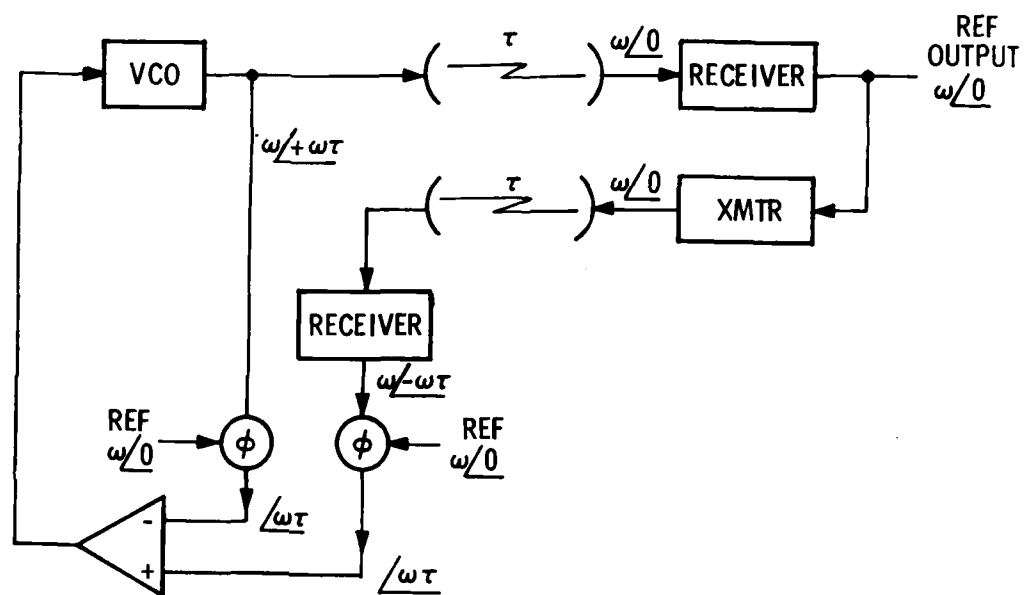 VCO
τ
ω/0
RECEIVER
REF
OUTPUT
ω/0
ω/+ωτ
τ
ω/0
XMTR
RECEIVER
ω/-ωτ
REF
ω/0
ϕ
ϕ
REF
ω/0
-
/ωτ
+
/ωτ